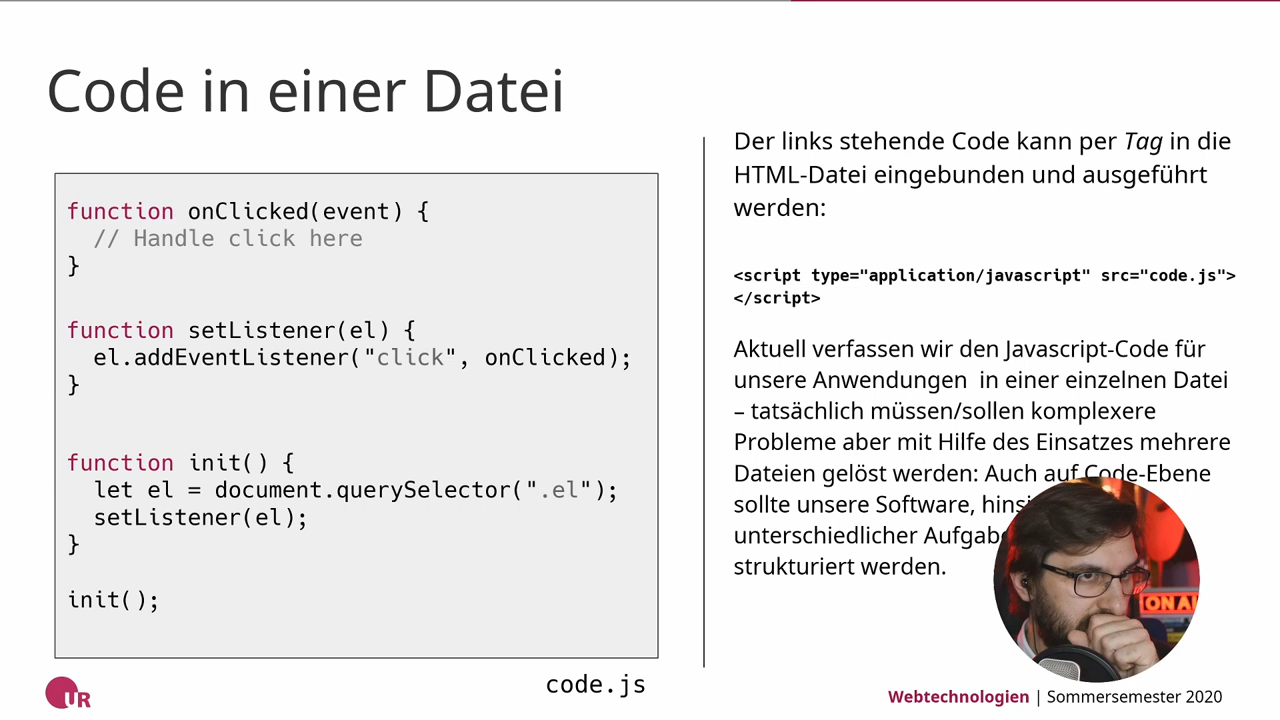 Code in einer Datei
function onClicked(event) {
// Handle click here
}
function setListener(el) {
el.addEventListener("click", onClicked);
}
function init() {
let el = document.querySelector(".el");
setListener(el);
}
init();
code.js
Der links stehende Code kann per Tag in die
HTML-Datei eingebunden und ausgeführt
werden:
<script type="application/javascript" src="code.js">
</script>
Aktuell verfassen wir den Javascript-Code für
unsere Anwendungen in einer einzelnen Datei
– tatsächlich müssen/sollen komplexere
Probleme aber mit Hilfe des Einsatzes mehrere
Dateien gelöst werden: Auch auf Code-Ebene
sollte unsere Software,
unterschiedlicher
strukturiert werden.
UR
Webtechnologien | Sommersemester 2020